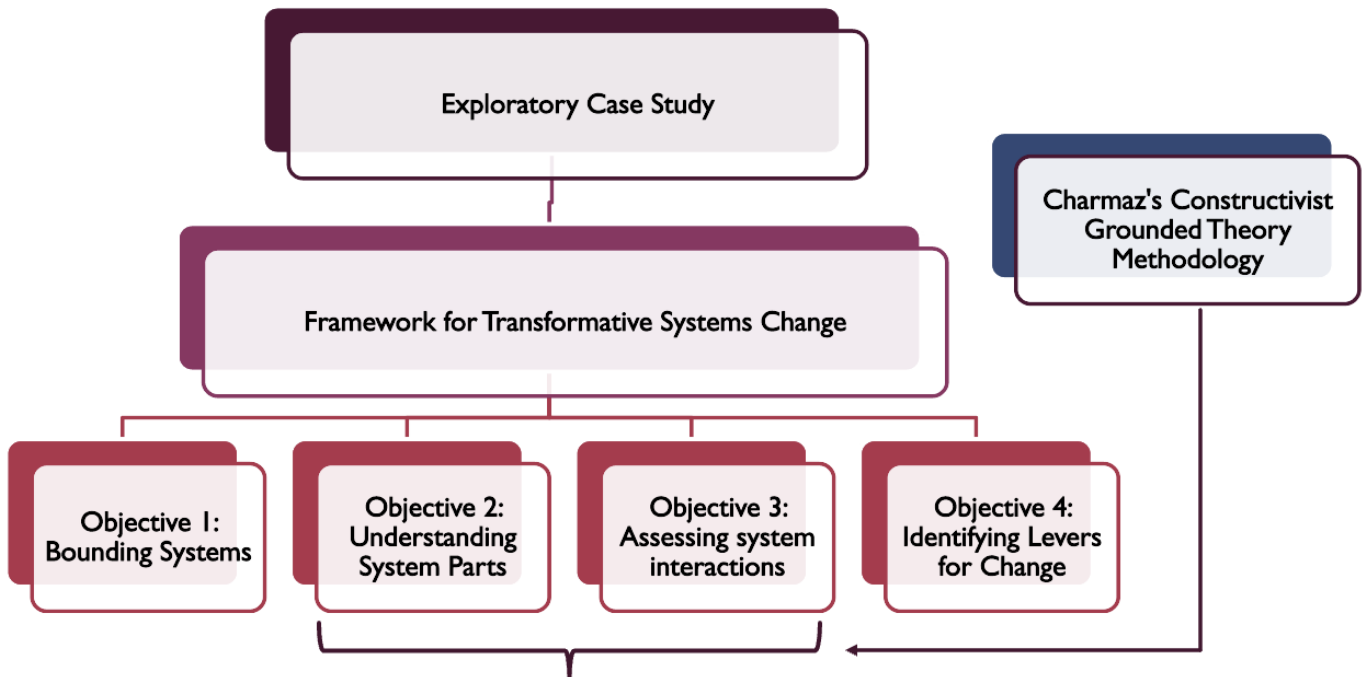 Exploratory Case Study
Charmaz's Constructivist
Grounded Theory
Methodology
Framework for Transformative Systems Change
Objective 1:
Bounding Systems
Objective 2:
Understanding
System Parts
Objective 3:
Assessing system
interactions
Objective 4:
Identifying Levers
for Change